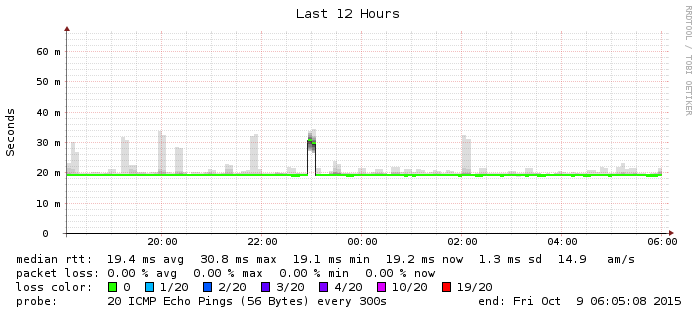 Last 12 Hours
RRDTOOL / TOBI OETIKER
Seconds
60 m
50 m
40 m
30 m
20 m
10 m
0
20:00 22:00 00:00 02:00 04:00 06:00
median rtt: 19.4 ms avg 30.8 ms max 19.1 ms min 19.2 ms now 1.3 ms sd 14.9 am/s
packet loss: 0.00 % avg 0.00 % max 0.00 % min 0.00 % now
loss color: 0 1/20 2/20 3/20 4/20 10/20 19/20
probe: 20 ICMP Echo Pings (56 Bytes) every 300s end: Fri Oct 9 06:05:08 2015